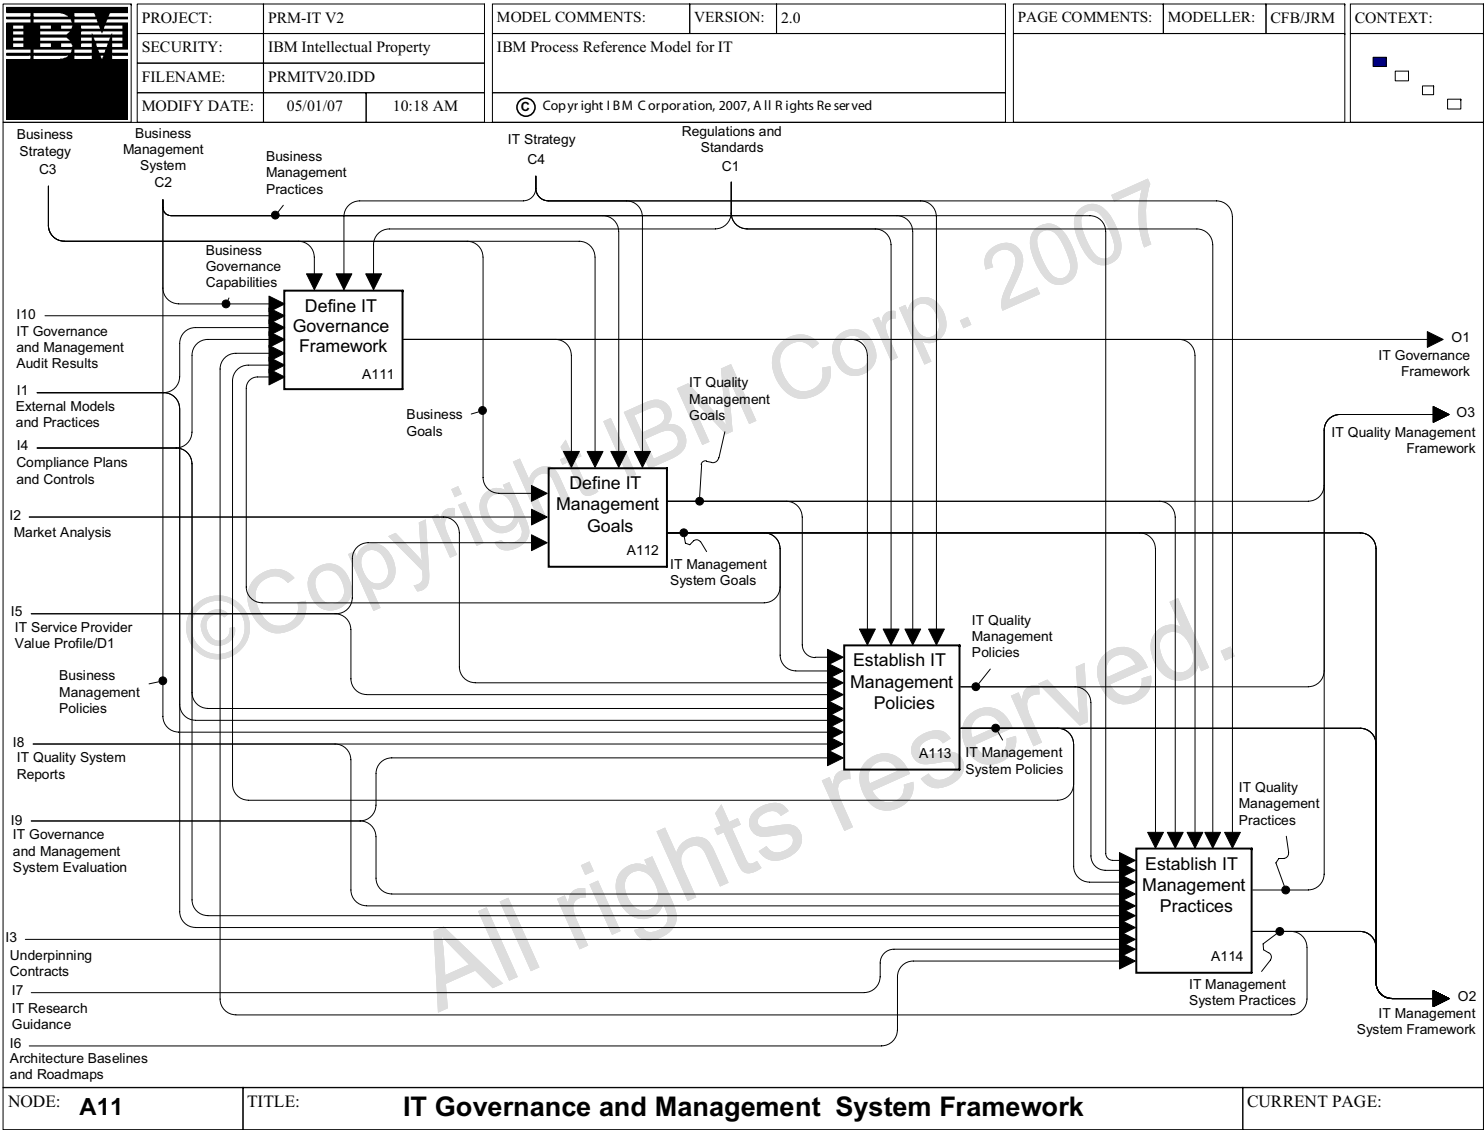 IBM
PROJECT: PRM-IT V2
SECURITY: IBM Intellectual Property
FILENAME: PRMITV20.IDD
MODIFY DATE: 05/01/07 10:18 AM
MODEL COMMENTS: VERSION: 2.0
IBM Process Reference Model for IT
© Copyright IBM Corporation, 2007, All Rights Reserved
PAGE COMMENTS: MODELLER: CFB/JRM
CONTEXT:
Business
Strategy
C3
Business
Management
System
C2
Business
Management
Practices
IT Strategy
C4
Regulations and
Standards
C1
Business
Governance
Capabilities
Define IT
Governance
Framework
A111
I10
IT Governance
and Management
Audit Results
I1
External Models
and Practices
I4
Compliance Plans
and Controls
I2
Market Analysis
I5
IT Service Provider
Value Profile/D1
Business
Management
Policies
I8
IT Quality System
Reports
I9
IT Governance
and Management
System Evaluation
I3
Underpinning
Contracts
I7
IT Research
Guidance
I6
Architecture Baselines
and Roadmaps
Business
Goals
Define IT
Management
Goals
A112
IT Quality
Management
Goals
IT Management
System Goals
Establish IT
Management
Policies
A113
IT Quality
Management
Policies
IT Management
System Policies
Establish IT
Management
Practices
A114
IT Quality
Management
Practices
IT Management
System Practices
O1
IT Governance
Framework
O3
IT Quality Management
Framework
O2
IT Management
System Framework
©Copyright IBM Corp. 2007
All rights reserved.
NODE: A11
TITLE: IT Governance and Management System Framework
CURRENT PAGE: